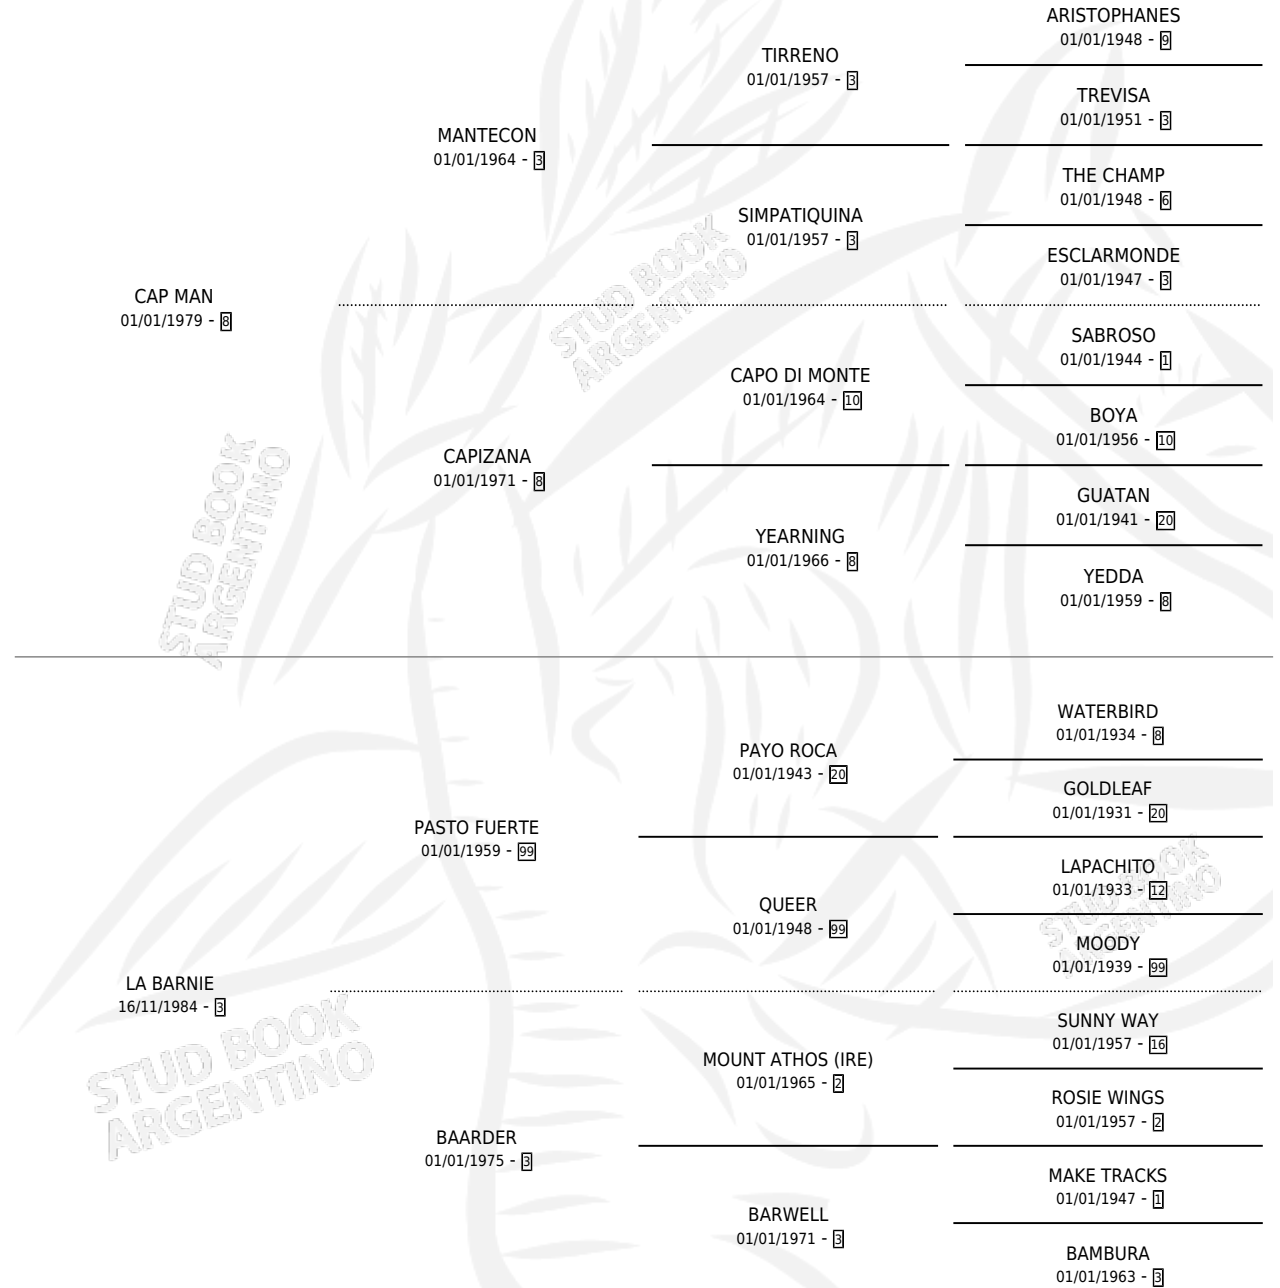 ARISTOPHANES
01/01/1948 - 9
TIRRENO
01/01/1957 - 3
TREVISA
01/01/1951 - 3
MANTECON
01/01/1964 - 3
THE CHAMP
01/01/1948 - 6
SIMPATIQUINA
01/01/1957 - 3
ESCLARMONDE
01/01/1947 - 3
CAP MAN
01/01/1979 - 8
SABROSO
01/01/1944 - 1
CAPO DI MONTE
01/01/1964 - 10
BOYA
01/01/1956 - 10
CAPIZANA
01/01/1971 - 8
GUATAN
01/01/1941 - 20
YEARNING
01/01/1966 - 8
YEDDA
01/01/1959 - 8
STUD BOOK
ARGENTINO
STUD BOOK
ARGENTINO
WATERBIRD
01/01/1934 - 8
PAYO ROCA
01/01/1943 - 20
GOLDLEAF
01/01/1931 - 20
PASTO FUERTE
01/01/1959 - 99
LAPACHITO
01/01/1933 - 12
QUEER
01/01/1948 - 99
MOODY
01/01/1939 - 99
LA BARNIE
16/11/1984 - 3
SUNNY WAY
01/01/1957 - 16
MOUNT ATHOS (IRE)
01/01/1965 - 2
ROSIE WINGS
01/01/1957 - 2
BAARDER
01/01/1975 - 3
MAKE TRACKS
01/01/1947 - 1
BARWELL
01/01/1971 - 3
BAMBURA
01/01/1963 - 3
STUD BOOK
ARGENTINO
STUD BOOK
ARGENTINO